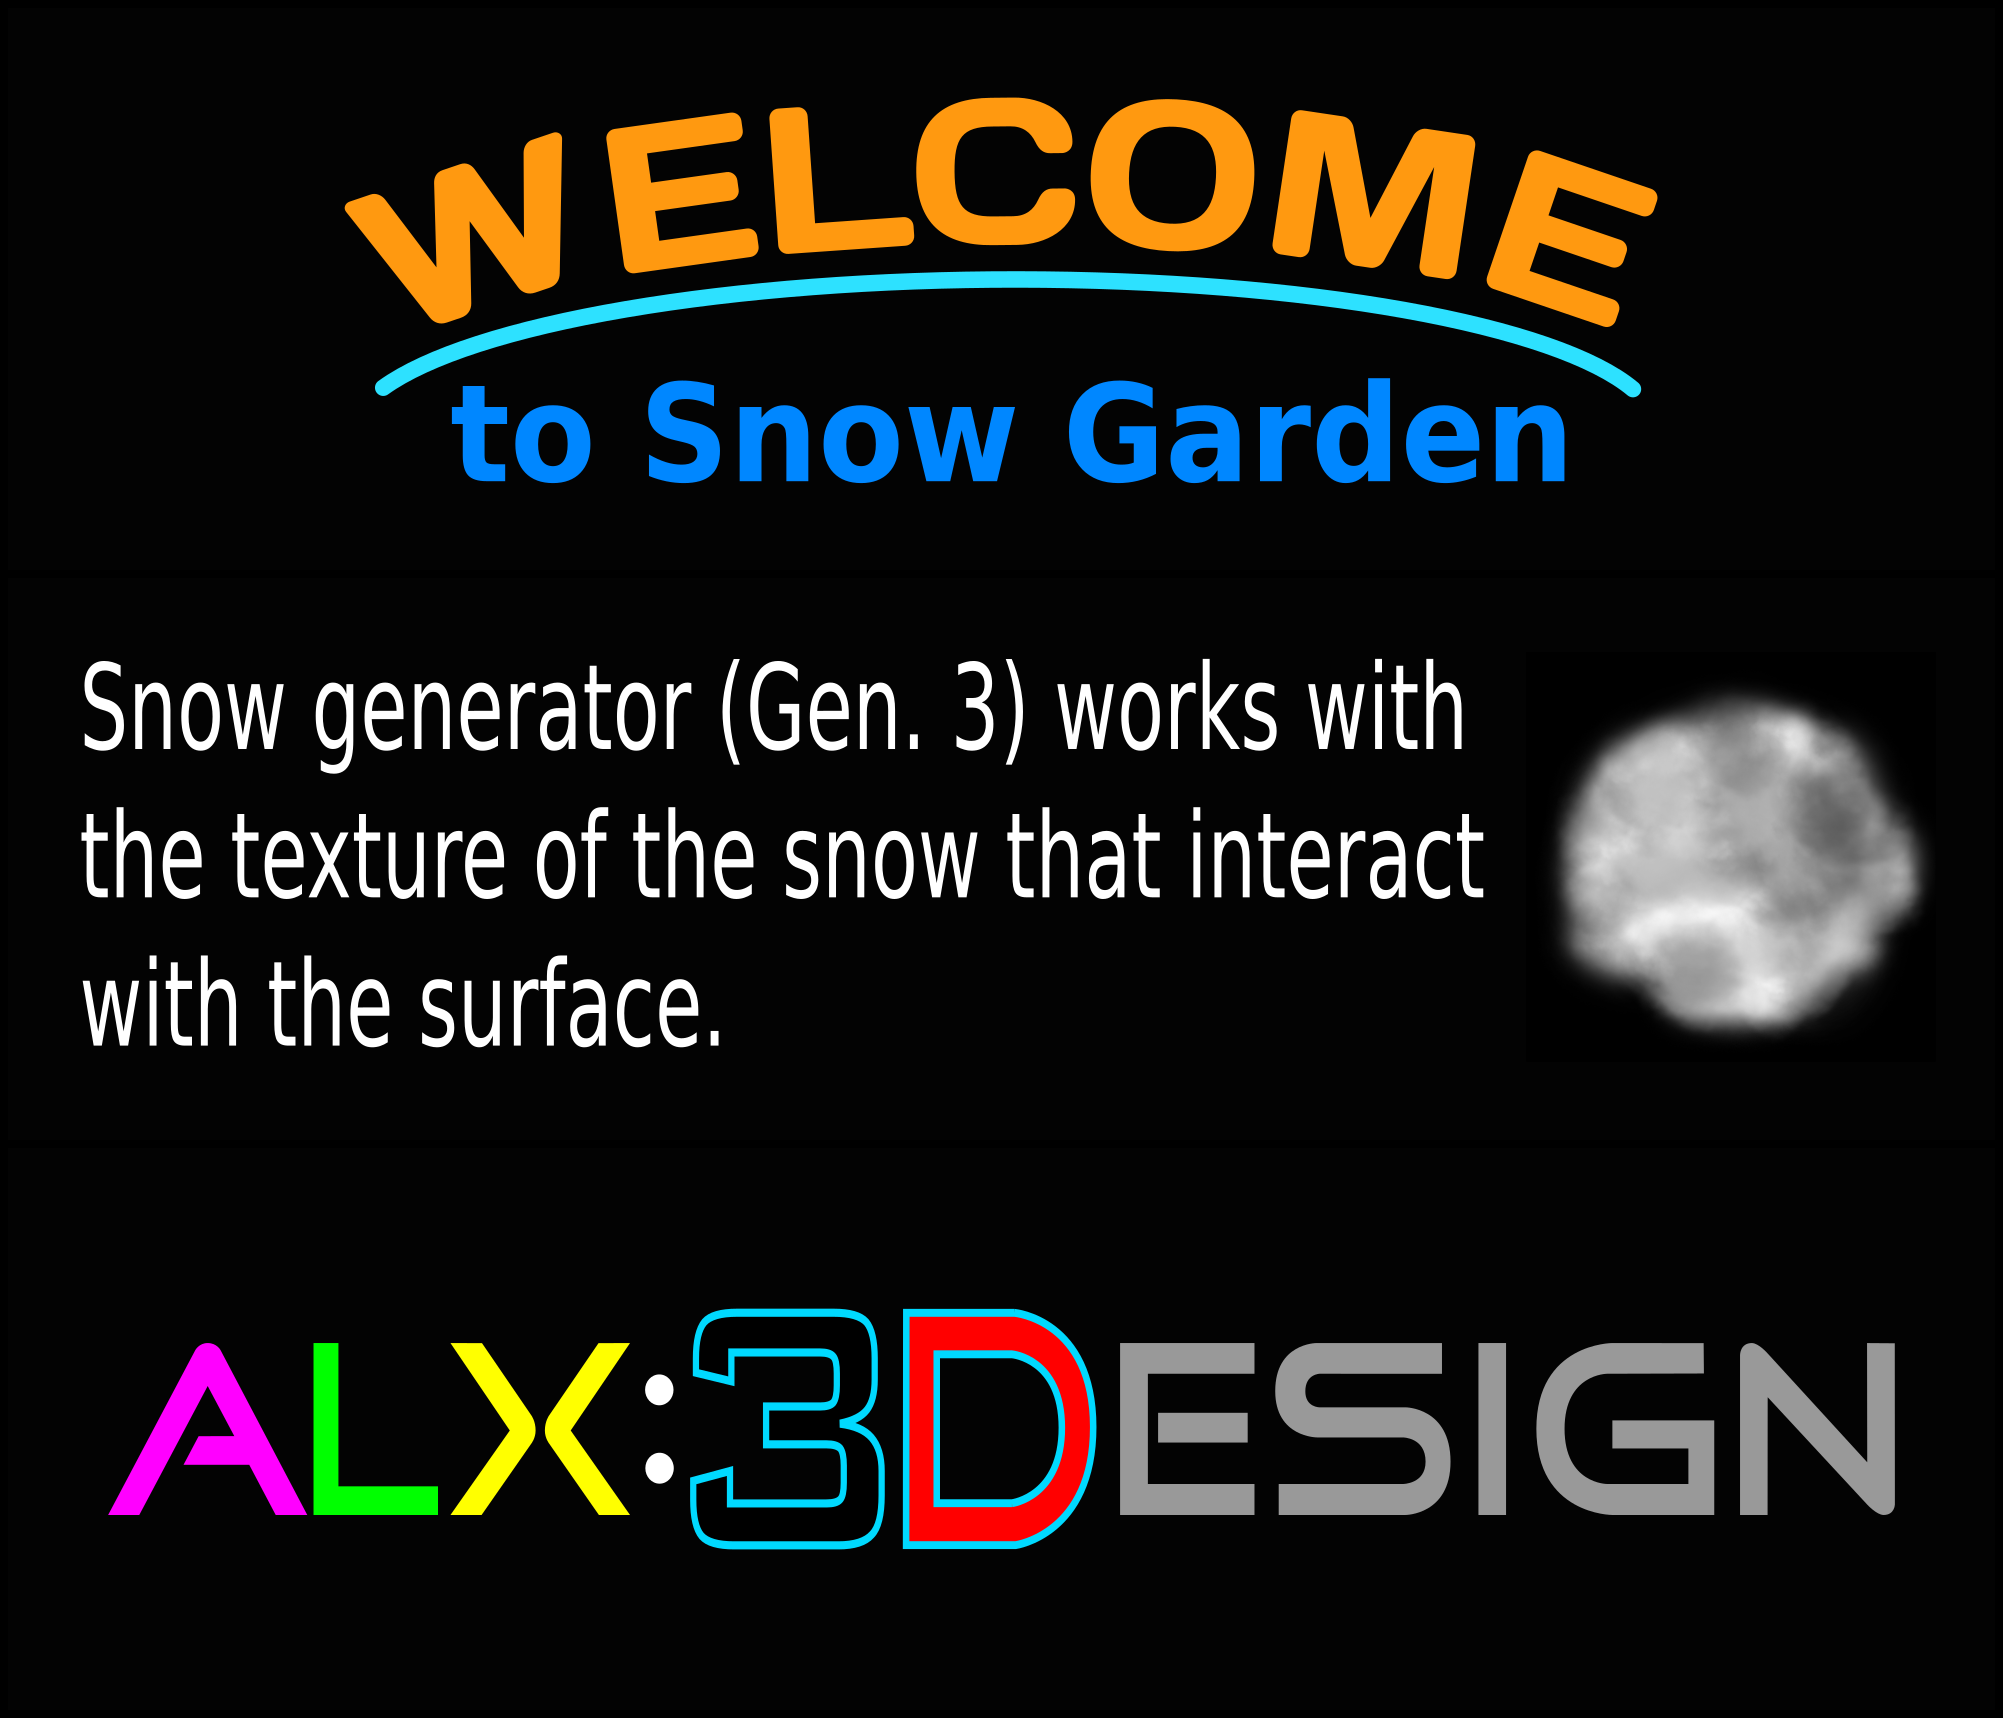 WELCOME
to Snow Garden
Snow generator (Gen. 3) works with
the texture of the snow that interact
with the surface.
ALX:3DESIGN